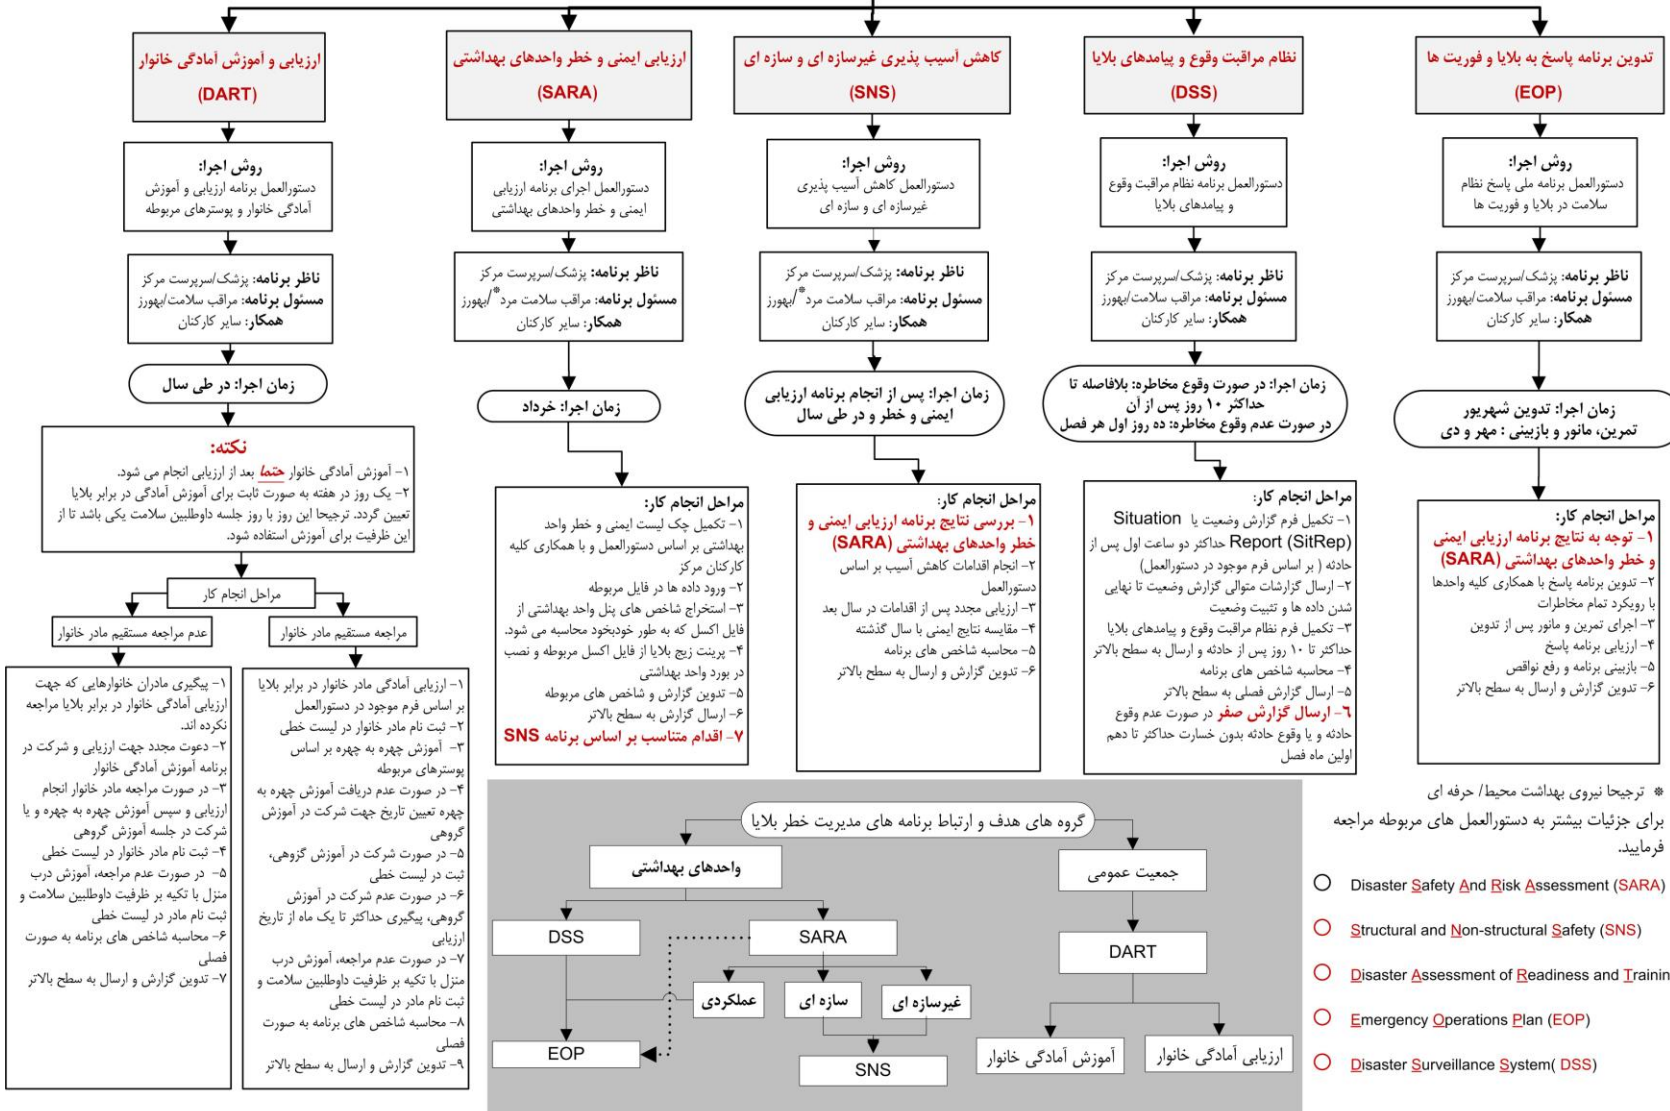 تدوین برنامه پاسخ به بلایا و فوریت ها
(EOP)
روش اجرا:
دستورالعمل برنامه ملی پاسخ نظام
سلامت در بلایا و فوریت ها
ناظر برنامه: پزشک/سرپرست مرکز
مسئول برنامه: مراقب سلامت/بهورز
همکار: سایر کارکنان
زمان اجرا: تدوین شهریور
تمرین، مانور و بازبینی : مهر و دی
مراحل انجام کار:
۱- توجه به نتایج برنامه ارزیابی ایمنی
و خطر واحدهای بهداشتی (SARA)
۲- تدوین برنامه پاسخ با همکاری کلیه واحدها
با رویکرد تمام مخاطرات
۳- اجرای تمرین و مانور پس از تدوین
۴- ارزیابی برنامه پاسخ
۵- بازبینی برنامه و رفع نواقص
۶- تدوین گزارش و ارسال به سطح بالاتر
نظام مراقبت وقوع و پیامدهای بلایا
(DSS)
روش اجرا:
دستورالعمل برنامه نظام مراقبت وقوع
و پیامدهای بلایا
ناظر برنامه: پزشک/سرپرست مرکز
مسئول برنامه: مراقب سلامت/بهورز
همکار: سایر کارکنان
زمان اجرا: در صورت وقوع مخاطره: بلافاصله تا
حداکثر ۱۰ روز پس از آن
در صورت عدم وقوع مخاطره: ده روز اول هر فصل
مراحل انجام کار:
۱- تکمیل فرم گزارش وضعیت یا Situation
Report (SitRep) حداکثر دو ساعت اول پس از
حادثه ( بر اساس فرم موجود در دستورالعمل)
۲- ارسال گزارشات متوالی گزارش وضعیت تا نهایی
شدن داده ها و تثبیت وضعیت
۳- تکمیل فرم نظام مراقبت وقوع و پیامدهای بلایا
حداکثر تا ۱۰ روز پس از حادثه و ارسال به سطح بالاتر
۴- محاسبه شاخص های برنامه
۵- ارسال گزارش فصلی به سطح بالاتر
۶- ارسال گزارش صفر در صورت عدم وقوع
حادثه و یا وقوع حادثه بدون خسارت حداکثر تا دهم
اولین ماه فصل
کاهش آسیب پذیری غیرسازه ای و سازه ای
(SNS)
روش اجرا:
دستورالعمل کاهش آسیب پذیری
غیرسازه ای و سازه ای
ناظر برنامه: پزشک/سرپرست مرکز
مسئول برنامه: مراقب سلامت مرد*/بهورز
همکار: سایر کارکنان
زمان اجرا: پس از انجام برنامه ارزیابی
ایمنی و خطر و در طی سال
مراحل انجام کار:
۱- بررسی نتایج برنامه ارزیابی ایمنی و
خطر واحدهای بهداشتی (SARA)
۲- انجام اقدامات کاهش آسیب بر اساس
دستورالعمل
۳- ارزیابی مجدد پس از اقدامات در سال بعد
۴- مقایسه نتایج ایمنی با سال گذشته
۵- محاسبه شاخص های برنامه
۶- تدوین گزارش و ارسال به سطح بالاتر
ارزیابی ایمنی و خطر واحدهای بهداشتی
(SARA)
روش اجرا:
دستورالعمل اجرای برنامه ارزیابی
ایمنی و خطر واحدهای بهداشتی
ناظر برنامه: پزشک/سرپرست مرکز
مسئول برنامه: مراقب سلامت مرد*/بهورز
همکار: سایر کارکنان
زمان اجرا: خرداد
مراحل انجام کار:
۱- تکمیل چک لیست ایمنی و خطر واحد
بهداشتی بر اساس دستورالعمل و با همکاری کلیه
کارکنان مرکز
۲- ورود داده ها در فایل مربوطه
۳- استخراج شاخص های پنل واحد بهداشتی از
فایل اکسل که به طور خودبخود محاسبه می شود.
۴- پرینت زیج بلایا از فایل اکسل مربوطه و نصب
در بورد واحد بهداشتی
۵- تدوین گزارش و شاخص های مربوطه
۶- ارسال گزارش به سطح بالاتر
۷- اقدام متناسب بر اساس برنامه SNS
ارزیابی و آموزش آمادگی خانوار
(DART)
روش اجرا:
دستورالعمل برنامه ارزیابی و آموزش
آمادگی خانوار و پوسترهای مربوطه
ناظر برنامه: پزشک/سرپرست مرکز
مسئول برنامه: مراقب سلامت/بهورز
همکار: سایر کارکنان
زمان اجرا: در طی سال
نکته:
۱- آموزش آمادگی خانوار حتما بعد از ارزیابی انجام می شود.
۲- یک روز در هفته به صورت ثابت برای آموزش آمادگی در برابر بلایا
تعیین گردد. ترجیحا این روز با روز جلسه داوطلبین سلامت یکی باشد تا از
این ظرفیت برای آموزش استفاده شود.
مراحل انجام کار
مراجعه مستقیم مادر خانوار
۱- ارزیابی آمادگی مادر خانوار در برابر بلایا
بر اساس فرم موجود در دستورالعمل
۲- ثبت نام مادر خانوار در لیست خطی
۳- آموزش چهره به چهره بر اساس
پوسترهای مربوطه
۴- در صورت عدم دریافت آموزش چهره به
چهره تعیین تاریخ جهت شرکت در آموزش
گروهی
۵- در صورت شرکت در آموزش گزوهی،
ثبت در لیست خطی
۶- در صورت عدم شرکت در آموزش
گروهی، پیگیری حداکثر تا یک ماه از تاریخ
ارزیابی
۷- در صورت عدم مراجعه، آموزش درب
منزل با تکیه بر ظرفیت داوطلبین سلامت و
ثبت نام مادر در لیست خطی
۸- محاسبه شاخص های برنامه به صورت
فصلی
۹- تدوین گزارش و ارسال به سطح بالاتر
عدم مراجعه مستقیم مادر خانوار
۱- پیگیری مادران خانوارهایی که جهت
ارزیابی آمادگی خانوار در برابر بلایا مراجعه
نکرده اند.
۲- دعوت مجدد جهت ارزیابی و شرکت در
برنامه آموزش آمادگی خانوار
۳- در صورت مراجعه مادر خانوار انجام
ارزیابی و سپس آموزش چهره به چهره و یا
شرکت در جلسه آموزش گروهی
۴- ثبت نام مادر خانوار در لیست خطی
۵- در صورت عدم مراجعه، آموزش درب
منزل با تکیه بر ظرفیت داوطلبین سلامت و
ثبت نام مادر در لیست خطی
۶- محاسبه شاخص های برنامه به صورت
فصلی
۷- تدوین گزارش و ارسال به سطح بالاتر
* ترجیحا نیروی بهداشت محیط/ حرفه ای
برای جزئیات بیشتر به دستورالعمل های مربوطه مراجعه
فرمایید.
Disaster Safety And Risk Assessment (SARA)
Structural and Non-structural Safety (SNS)
Disaster Assessment of Readiness and Trainin
Emergency Operations Plan (EOP)
Disaster Surveillance System( DSS)
گروه های هدف و ارتباط برنامه های مدیریت خطر بلایا
جمعیت عمومی
واحدهای بهداشتی
DART
SARA
DSS
غیرسازه ای
سازه ای
عملکردی
ارزیابی آمادگی خانوار
آموزش آمادگی خانوار
SNS
EOP